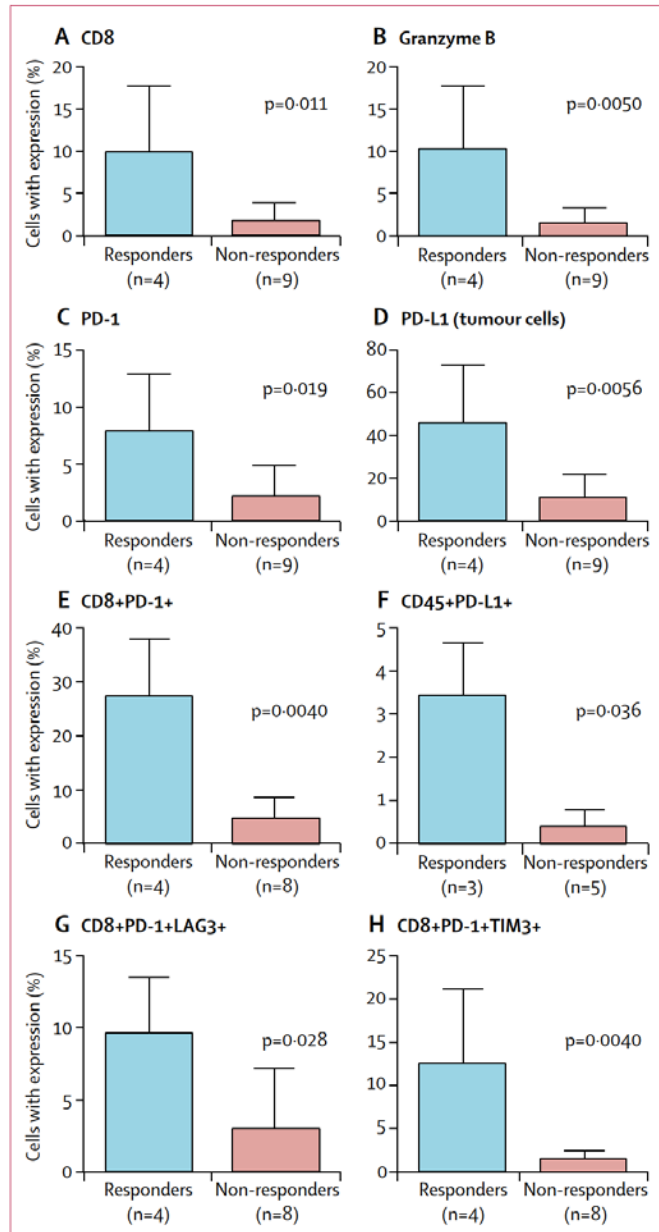 A CD8
Cells with expression (%)
20
15
10
5
0
p=0·011
Responders
(n=4)
Non-responders
(n=9)
B Granzyme B
20
15
10
5
0
p=0·0050
Responders
(n=4)
Non-responders
(n=9)
C PD-1
Cells with expression (%)
15
10
5
0
p=0·019
Responders
(n=4)
Non-responders
(n=9)
D PD-L1 (tumour cells)
80
60
40
20
0
p=0·0056
Responders
(n=4)
Non-responders
(n=9)
E CD8+PD-1+
Cells with expression (%)
40
30
20
10
0
p=0·0040
Responders
(n=4)
Non-responders
(n=8)
F CD45+PD-L1+
5
4
3
2
1
0
p=0·036
Responders
(n=3)
Non-responders
(n=5)
G CD8+PD-1+LAG3+
Cells with expression (%)
15
10
5
0
p=0·028
Responders
(n=4)
Non-responders
(n=8)
H CD8+PD-1+TIM3+
25
20
15
10
5
0
p=0·0040
Responders
(n=4)
Non-responders
(n=8)